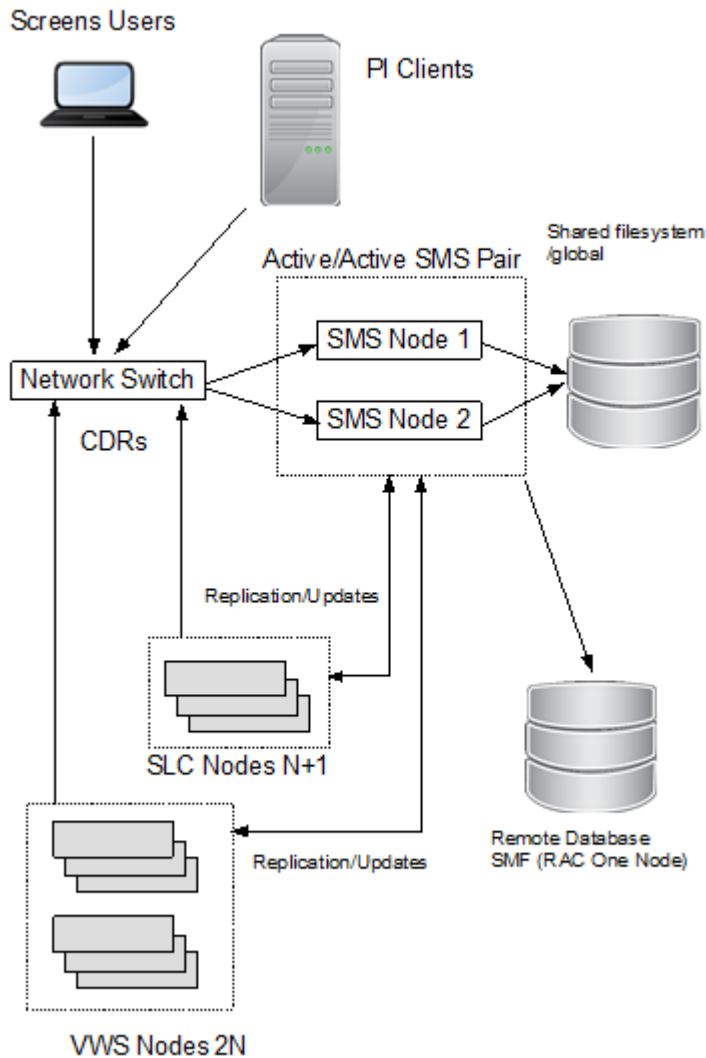 Screens Users
PI Clients
Shared filesystem
/global
Active/Active SMS Pair
SMS Node 1
Network Switch
SMS Node 2
CDRs
Replication/Updates
SLC Nodes N+1
Remote Database
SMF (RAC One Node)
Replication/Updates
VWS Nodes 2N